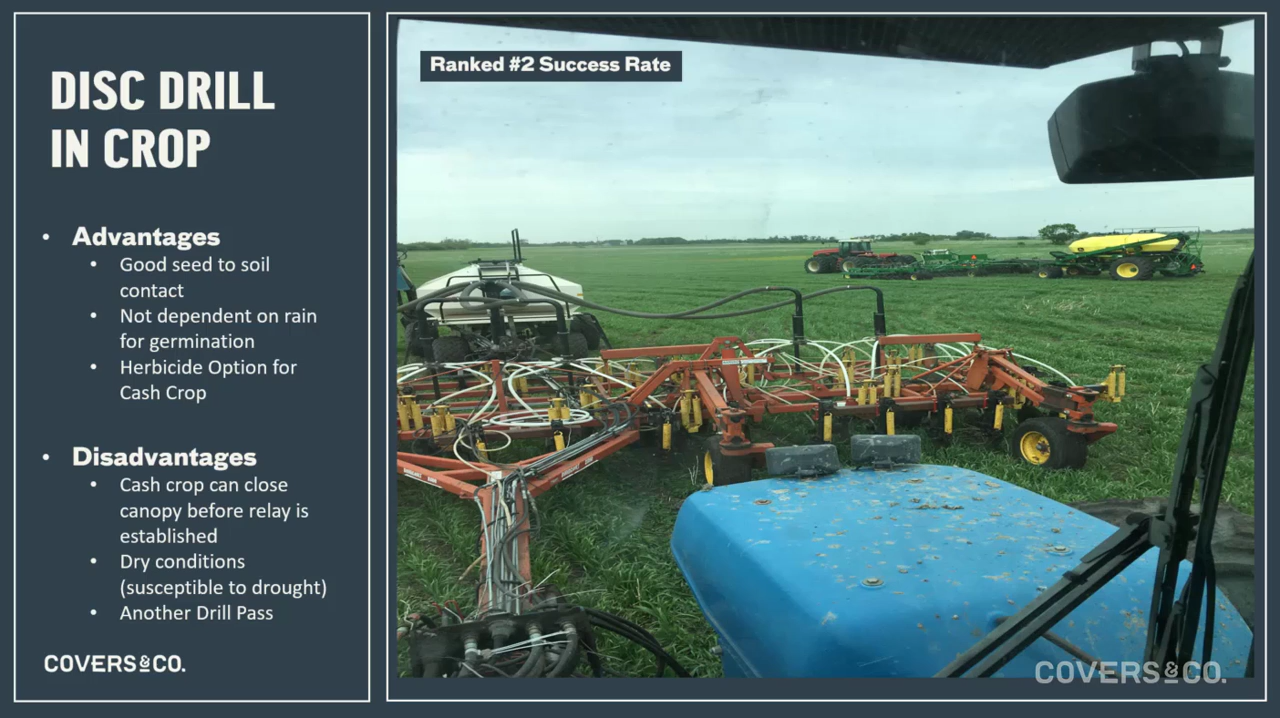 DISC DRILL
IN CROP
• Advantages
• Good seed to soil
contact
• Not dependent on rain
for germination
• Herbicide Option for
Cash Crop
• Disadvantages
• Cash crop can close
canopy before relay is
established
• Dry conditions
(susceptible to drought)
• Another Drill Pass
COVERS&CO.
Ranked #2 Success Rate
COVERS&CO.